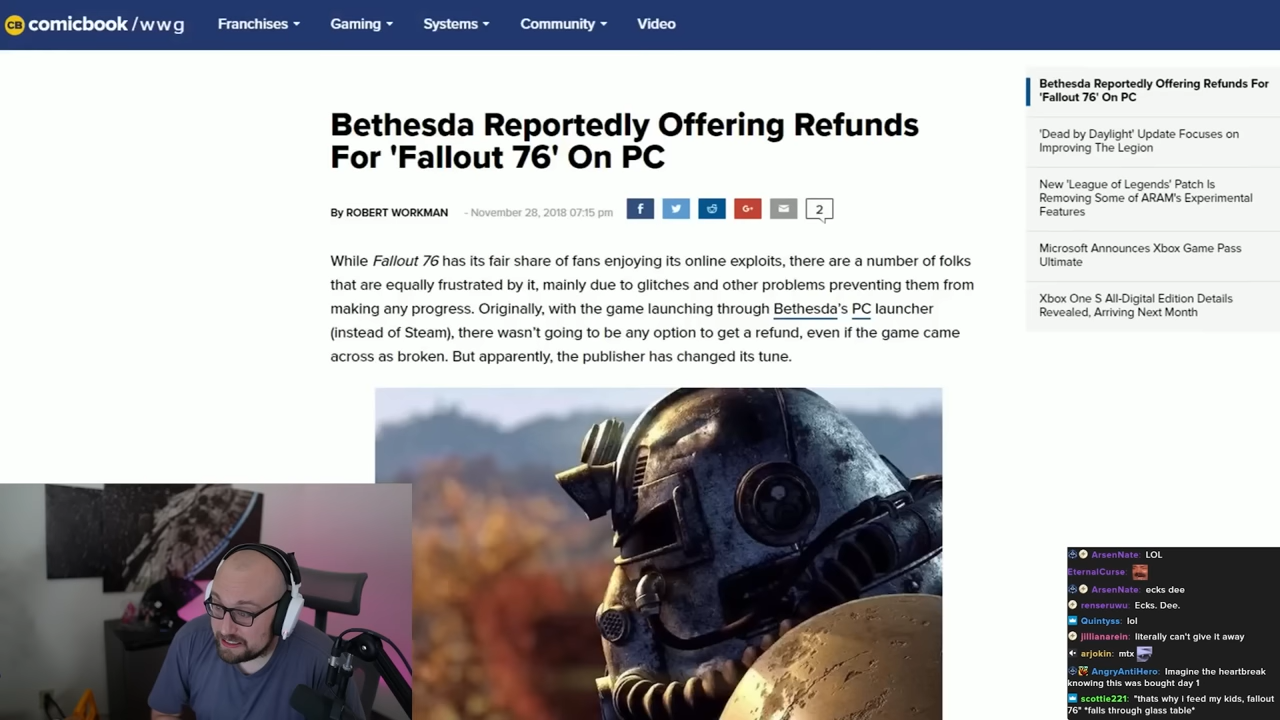 CB comicbook /wwg
Franchises
Gaming
Systems
Community
Video
Bethesda Reportedly Offering Refunds
For 'Fallout 76' On PC
By ROBERT WORKMAN - November 28, 2018 07:15 pm
f
G+
2
While Fallout 76 has its fair share of fans enjoying its online exploits, there are a number of folks
that are equally frustrated by it, mainly due to glitches and other problems preventing them from
making any progress. Originally, with the game launching through Bethesda's PC launcher
(instead of Steam), there wasn't going to be any option to get a refund, even if the game came
across as broken. But apparently, the publisher has changed its tune.
Bethesda Reportedly Offering Refunds For
'Fallout 76' On PC
'Dead by Daylight' Update Focuses on
Improving The Legion
New 'League of Legends' Patch Is
Removing Some of ARAM's Experimental
Features
Microsoft Announces Xbox Game Pass
Ultimate
Xbox One S All-Digital Edition Details
Revealed, Arriving Next Month
ArsenNate: LOL
EternalCurse:
ArsenNate: ecks dee
renseruwu: Ecks. Dee.
Quintyss: lol
jillianarein: literally can't give it away
arjokin: mtx
AngryAntiHero: Imagine the heartbreak
knowing this was bought day 1
scottie221: "thats why i feed my kids, fallout
76" *falls through glass table*